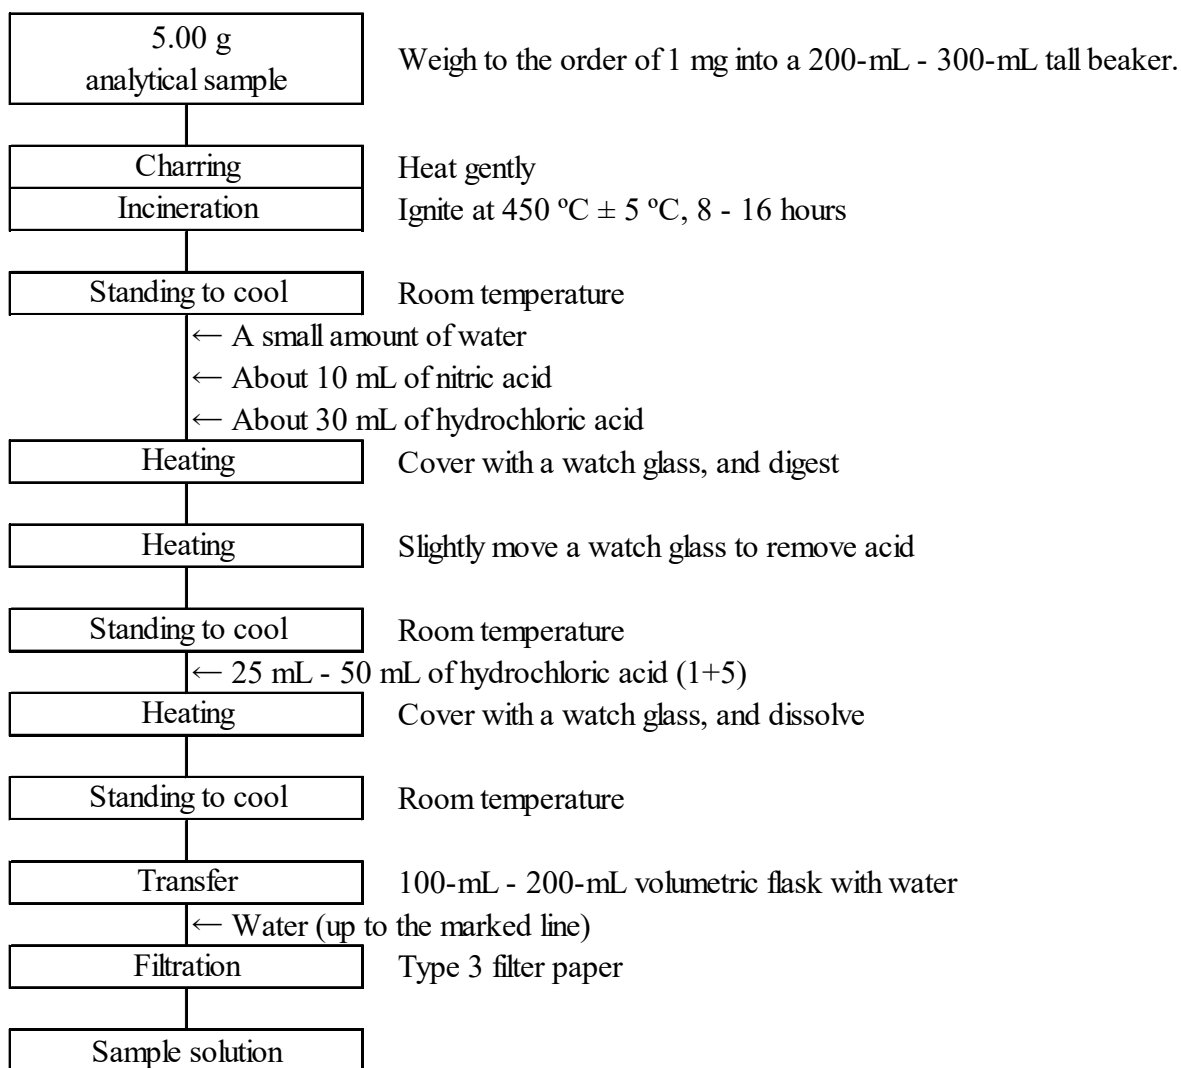 5.00 g
analytical sample
Weigh to the order of 1 mg into a 200-mL - 300-mL tall beaker.
Charring
Heat gently
Incineration
Ignite at 450 ºC ± 5 ºC, 8 - 16 hours
Standing to cool
Room temperature
← A small amount of water
← About 10 mL of nitric acid
← About 30 mL of hydrochloric acid
Heating
Cover with a watch glass, and digest
Heating
Slightly move a watch glass to remove acid
Standing to cool
Room temperature
← 25 mL - 50 mL of hydrochloric acid (1+5)
Heating
Cover with a watch glass, and dissolve
Standing to cool
Room temperature
Transfer
100-mL - 200-mL volumetric flask with water
← Water (up to the marked line)
Filtration
Type 3 filter paper
Sample solution